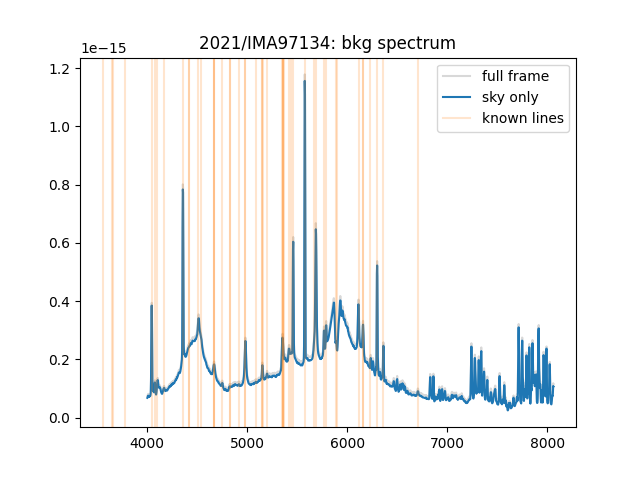 2021/IMA97134: bkg spectrum
1e−15
1.2
1.0
0.8
0.6
0.4
0.2
0.0
4000 5000 6000 7000 8000
full frame
sky only
known lines